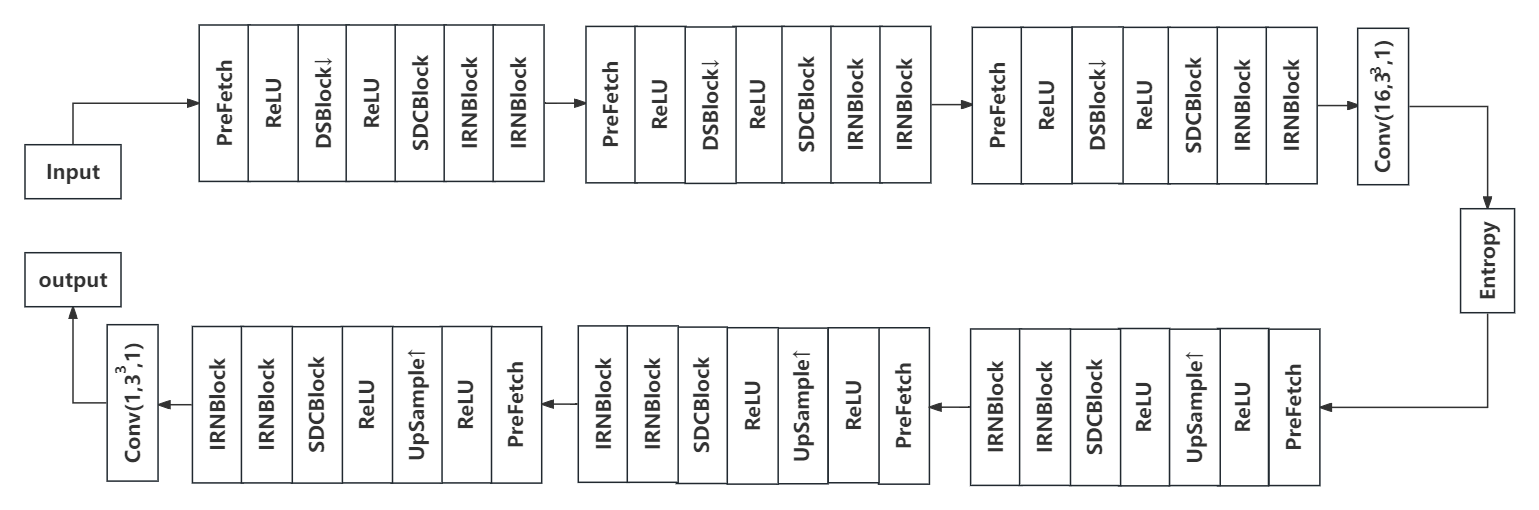 Input
PreFetch
ReLU
DSBlock↓
ReLU
SDCBlock
IRNBlock
IRNBlock
PreFetch
ReLU
DSBlock↓
ReLU
SDCBlock
IRNBlock
IRNBlock
PreFetch
ReLU
DSBlock↓
ReLU
SDCBlock
IRNBlock
IRNBlock
Conv(16,3³,1)
Entropy
PreFetch
ReLU
UpSample↑
ReLU
SDCBlock
IRNBlock
IRNBlock
PreFetch
ReLU
UpSample↑
ReLU
SDCBlock
IRNBlock
IRNBlock
PreFetch
ReLU
UpSample↑
ReLU
SDCBlock
IRNBlock
IRNBlock
Conv(1,3³,1)
output